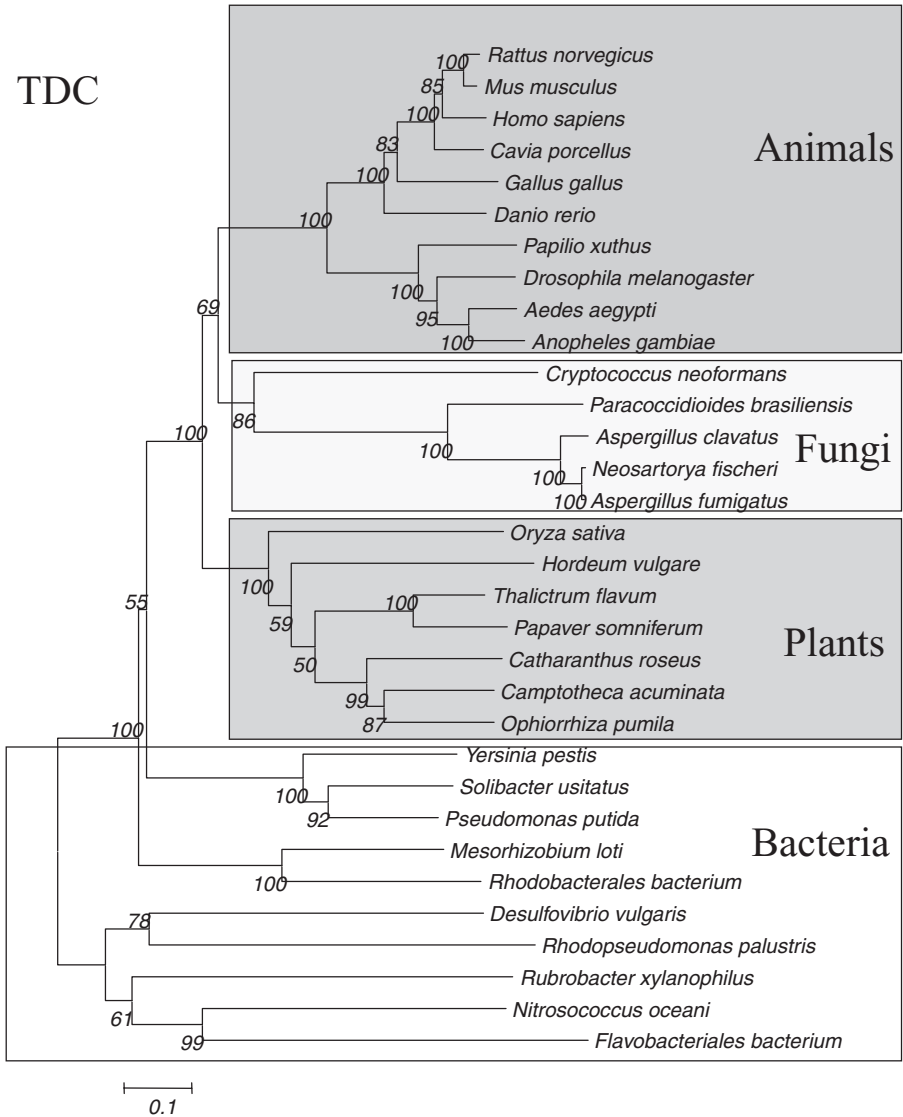 TDC
100 Rattus norvegicus
85 Mus musculus
100 Homo sapiens
83 Cavia porcellus
Animals
100 Gallus gallus
100 Danio rerio
Papilio xuthus
100 Drosophila melanogaster
69 95 Aedes aegypti
100 Anopheles gambiae
Cryptococcus neoformans
86 Paracoccidioides brasiliensis
100 100 Aspergillus clavatus
Fungi
100 Neosartorya fischeri
100 Aspergillus fumigatus
Oryza sativa
100 Hordeum vulgare
55 59 100 Thalictrum flavum
Papaver somniferum
Plants
50 Catharanthus roseus
99 Camptotheca acuminata
87 Ophiorrhiza pumila
100 Yersinia pestis
100 Solibacter usitatus
92 Pseudomonas putida
Bacteria
Mesorhizobium loti
100 Rhodobacterales bacterium
78 Desulfovibrio vulgaris
Rhodopseudomonas palustris
Rubrobacter xylanophilus
61 Nitrosococcus oceani
99 Flavobacteriales bacterium
0.1